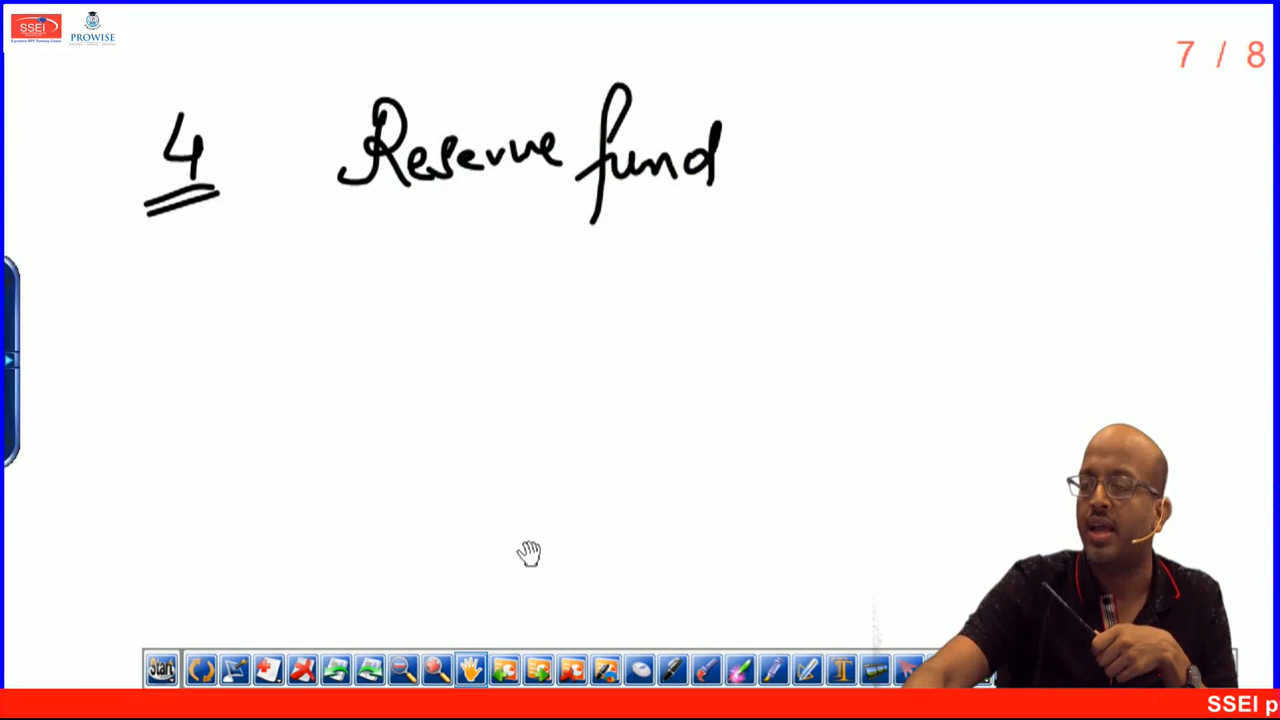 SSEI
PROWISE
7 / 8
4 Reserve fund
Start
SSEI p